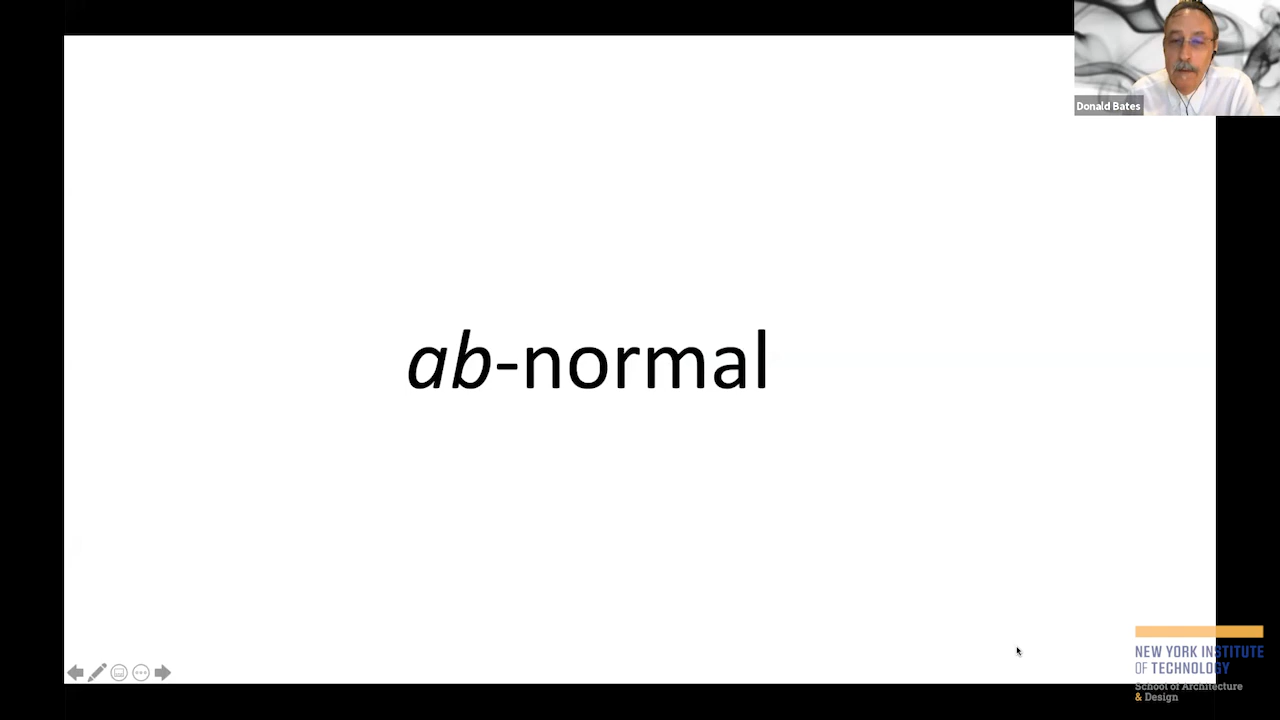 Donald Bates
ab-normal
NEW YORK INSTITUTE
OF TECHNOLOGY
School of Architecture
& Design